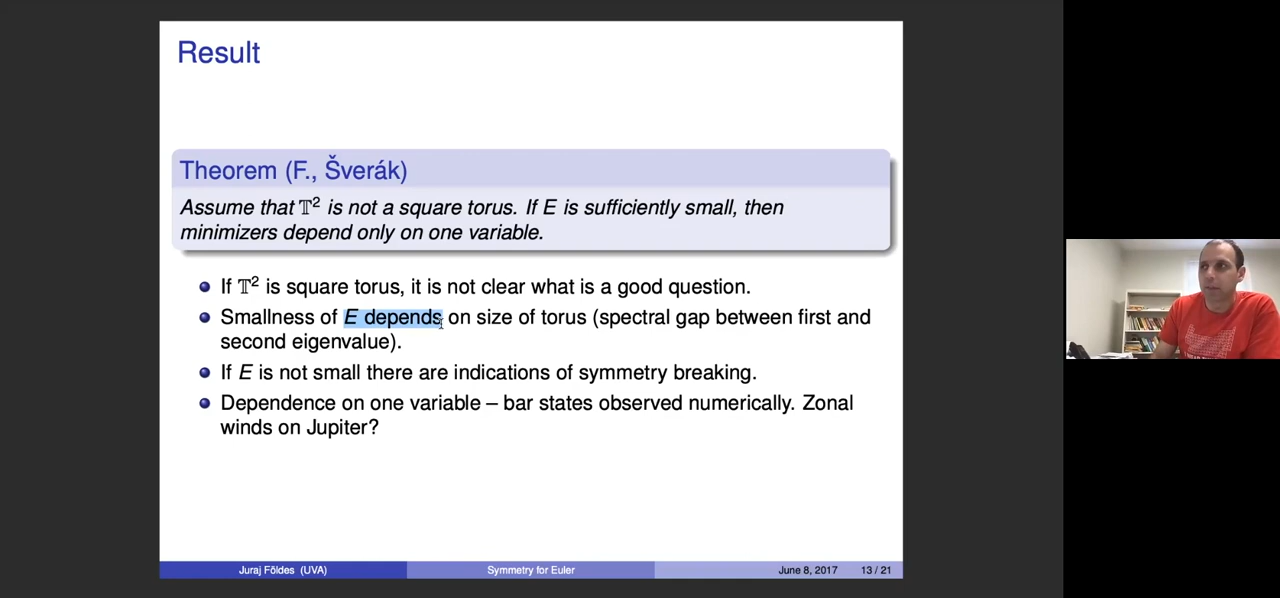 Result
Theorem (F., Šverák)
Assume that 𝕋² is not a square torus. If E is sufficiently small, then
minimizers depend only on one variable.
If 𝕋² is square torus, it is not clear what is a good question.
Smallness of E depends on size of torus (spectral gap between first and
second eigenvalue).
If E is not small there are indications of symmetry breaking.
Dependence on one variable – bar states observed numerically. Zonal
winds on Jupiter?
Juraj Földes (UVA) Symmetry for Euler June 8, 2017 13 / 21